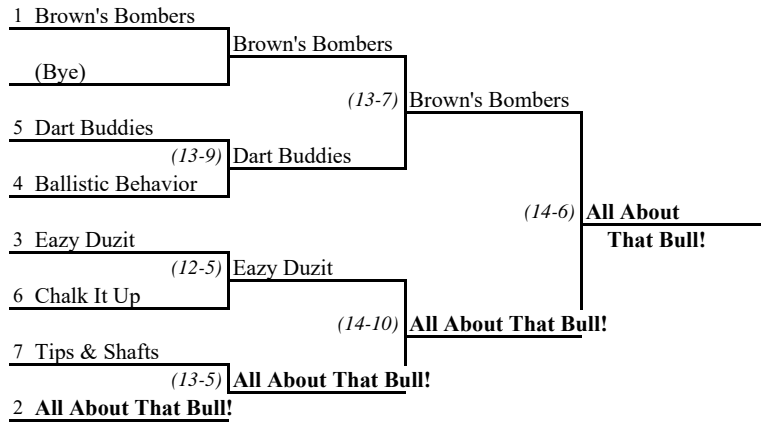 1 Brown's Bombers
Brown's Bombers
(Bye)
(13-7) Brown's Bombers
5 Dart Buddies
(13-9) Dart Buddies
4 Ballistic Behavior
(14-6) All About
That Bull!
3 Eazy Duzit
(12-5) Eazy Duzit
6 Chalk It Up
(14-10) All About That Bull!
7 Tips & Shafts
(13-5) All About That Bull!
2 All About That Bull!